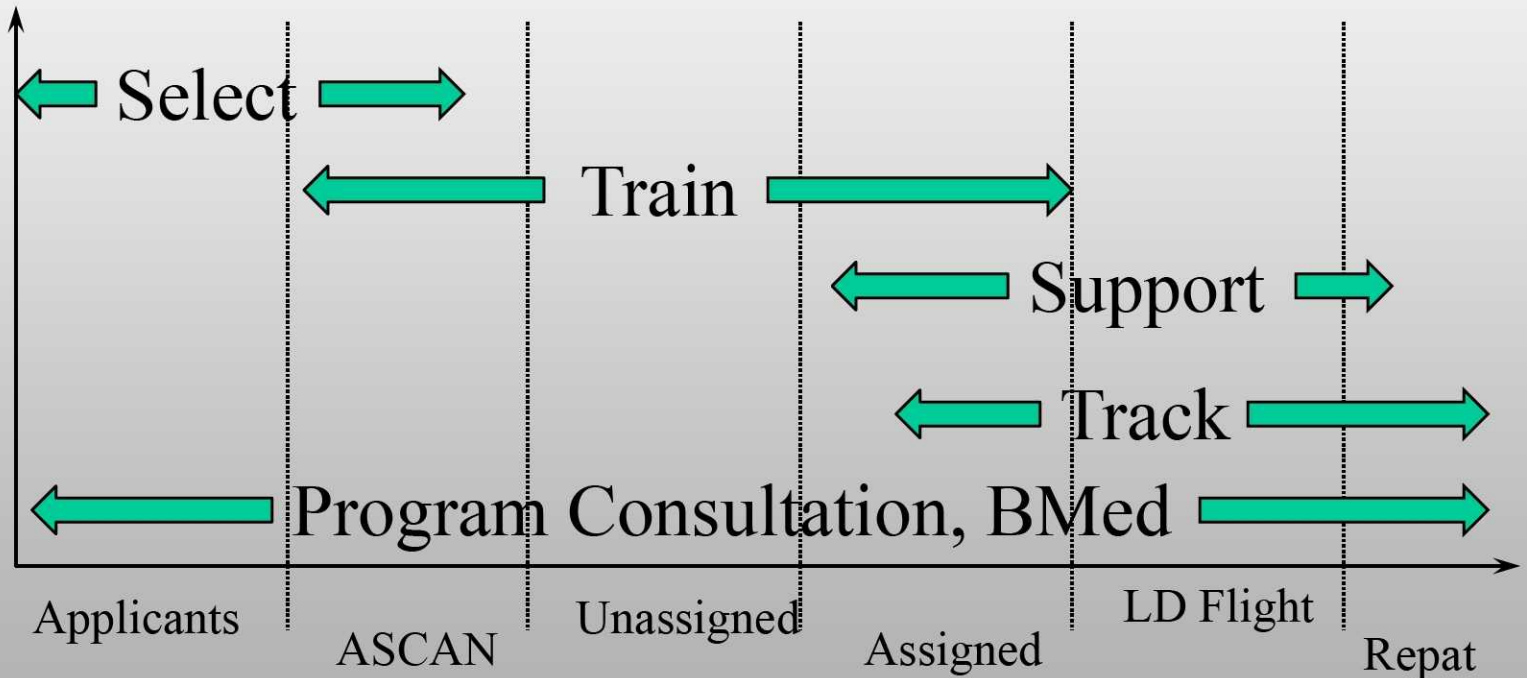 Select
Train
Support
Track
Program Consultation, BMed
Applicants
ASCAN
Unassigned
Assigned
LD Flight
Repat